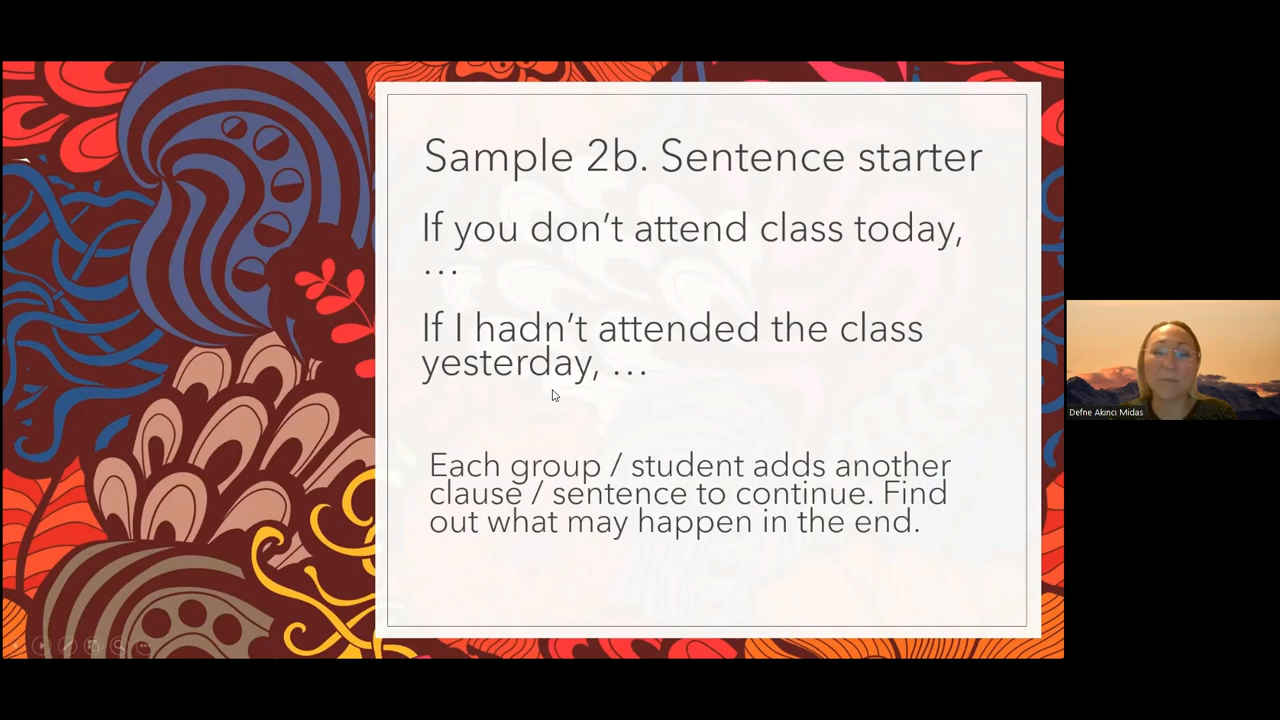 Sample 2b. Sentence starter
If you don’t attend class today,
…
If I hadn’t attended the class
yesterday, …
Each group / student adds another
clause / sentence to continue. Find
out what may happen in the end.
Defne Akıncı Midas